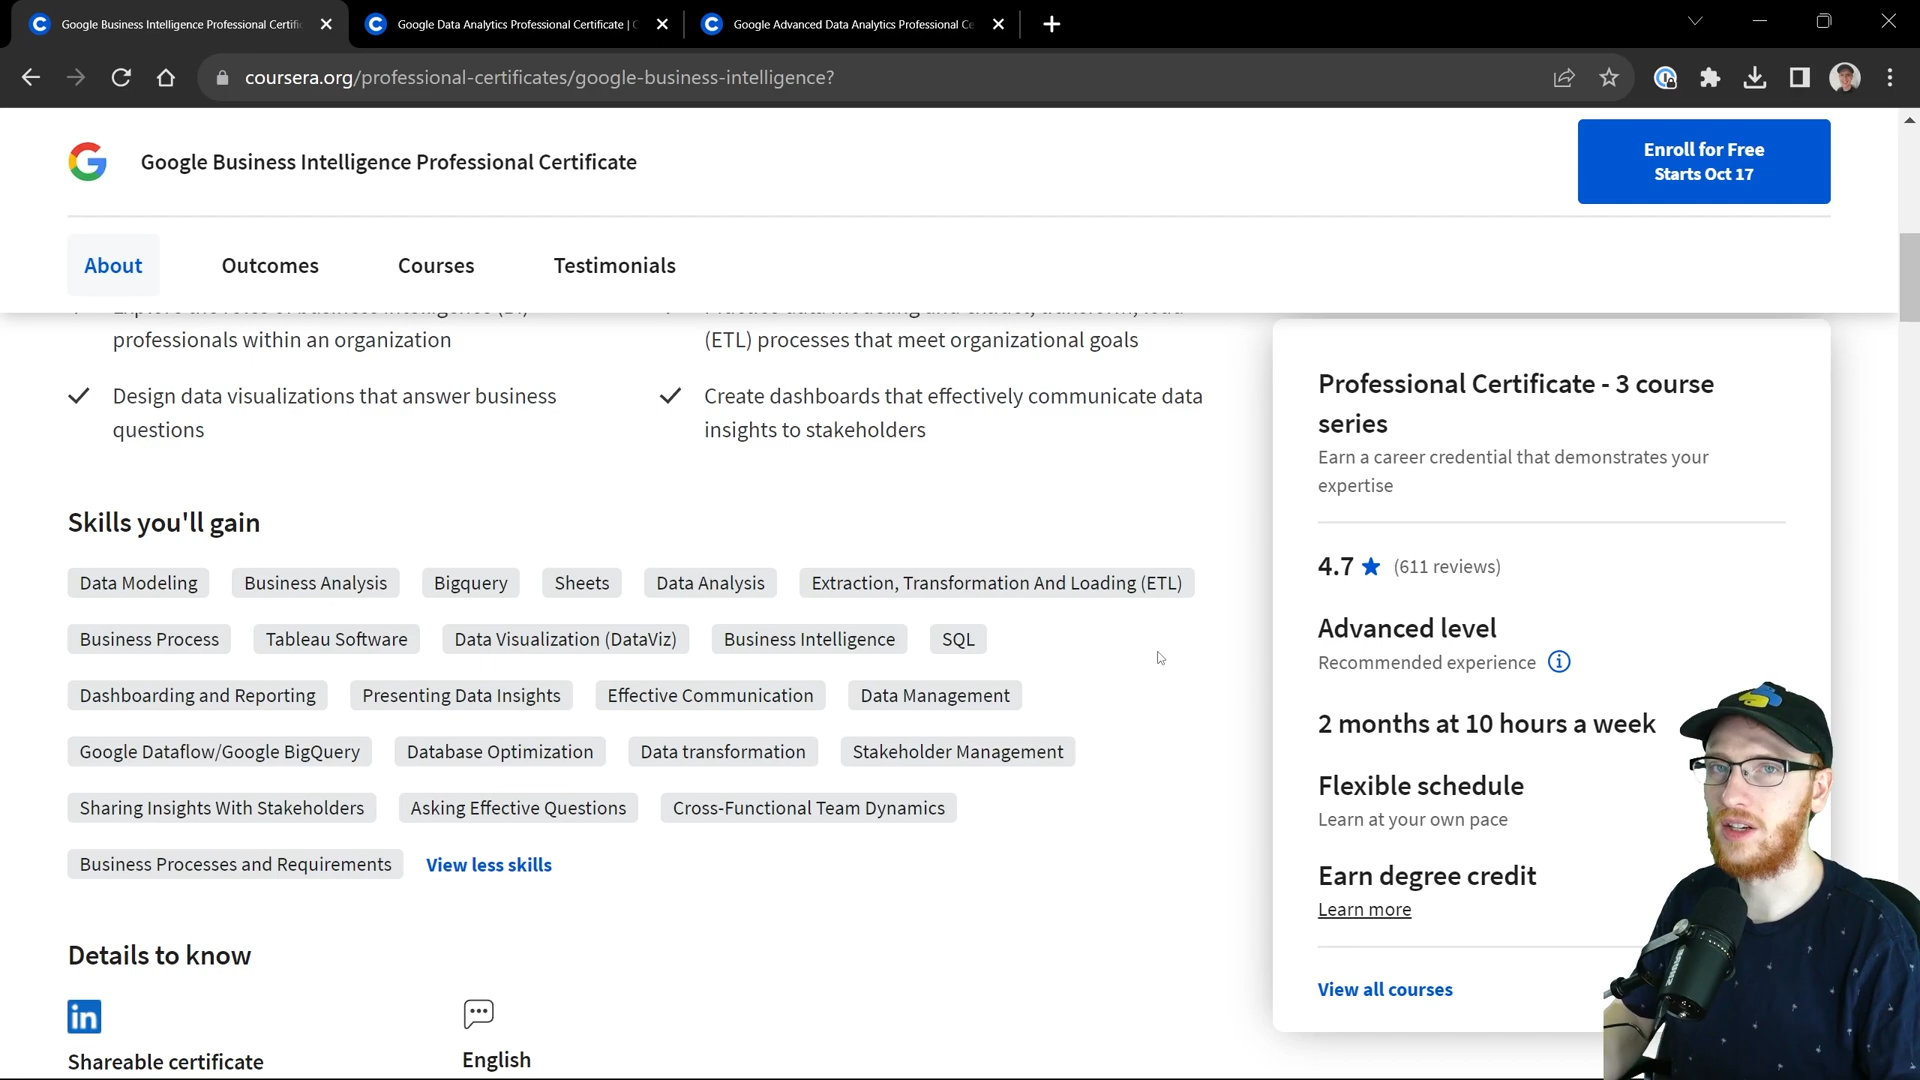 Google Business Intelligence Professional Certific
Google Data Analytics Professional Certificate | C
Google Advanced Data Analytics Professional Ce
coursera.org/professional-certificates/google-business-intelligence?
Google Business Intelligence Professional Certificate
Enroll for Free
Starts Oct 17
About
Outcomes
Courses
Testimonials
professionals within an organization
(ETL) processes that meet organizational goals
Design data visualizations that answer business
questions
Create dashboards that effectively communicate data
insights to stakeholders
Professional Certificate - 3 course
series
Earn a career credential that demonstrates your
expertise
4.7 (611 reviews)
Advanced level
Recommended experience
2 months at 10 hours a week
Flexible schedule
Learn at your own pace
Earn degree credit
Learn more
View all courses
Skills you'll gain
Data Modeling Business Analysis Bigquery Sheets Data Analysis Extraction, Transformation And Loading (ETL)
Business Process Tableau Software Data Visualization (DataViz) Business Intelligence SQL
Dashboarding and Reporting Presenting Data Insights Effective Communication Data Management
Google Dataflow/Google BigQuery Database Optimization Data transformation Stakeholder Management
Sharing Insights With Stakeholders Asking Effective Questions Cross-Functional Team Dynamics
Business Processes and Requirements View less skills
Details to know
in
Shareable certificate
English